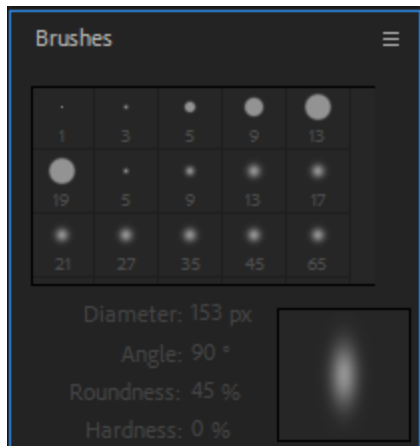 Brushes
1 3 5 9 13
19 5 9 13 17
21 27 35 45 65
Diameter: 153 px
Angle: 90 °
Roundness: 45 %
Hardness: 0 %